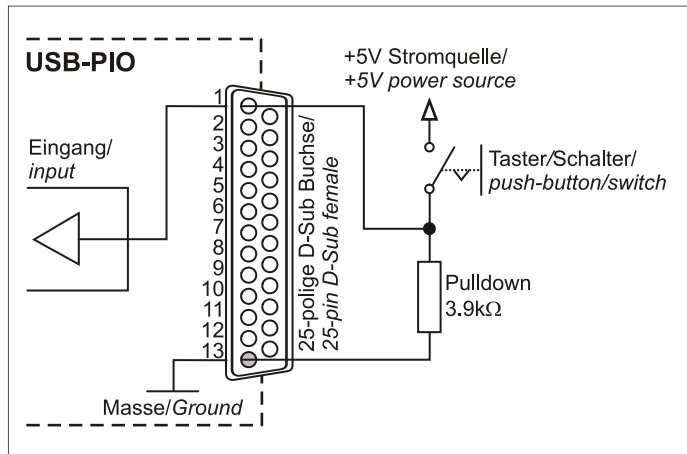 USB-PIO
Eingang/
input
1
2
3
4
5
6
7
8
9
10
11
12
13
Masse/Ground
25-polige D-Sub Buchse/
25-pin D-Sub female
+5V Stromquelle/
+5V power source
Taster/Schalter/
push-button/switch
Pulldown
3.9kΩ